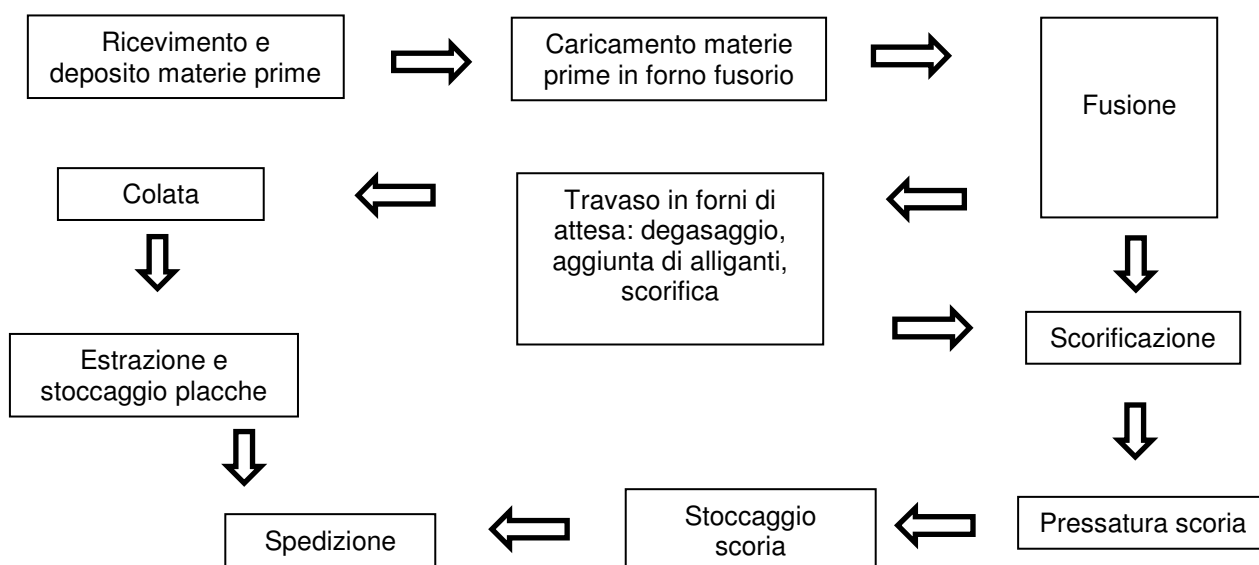 Ricevimento e
deposito materie prime
Caricamento materie
prime in forno fusorio
Fusione
Colata
Travaso in forni di
attesa: degasaggio,
aggiunta di alliganti,
scorifica
Estrazione e
stoccaggio placche
Scorificazione
Spedizione
Stoccaggio
scoria
Pressatura scoria